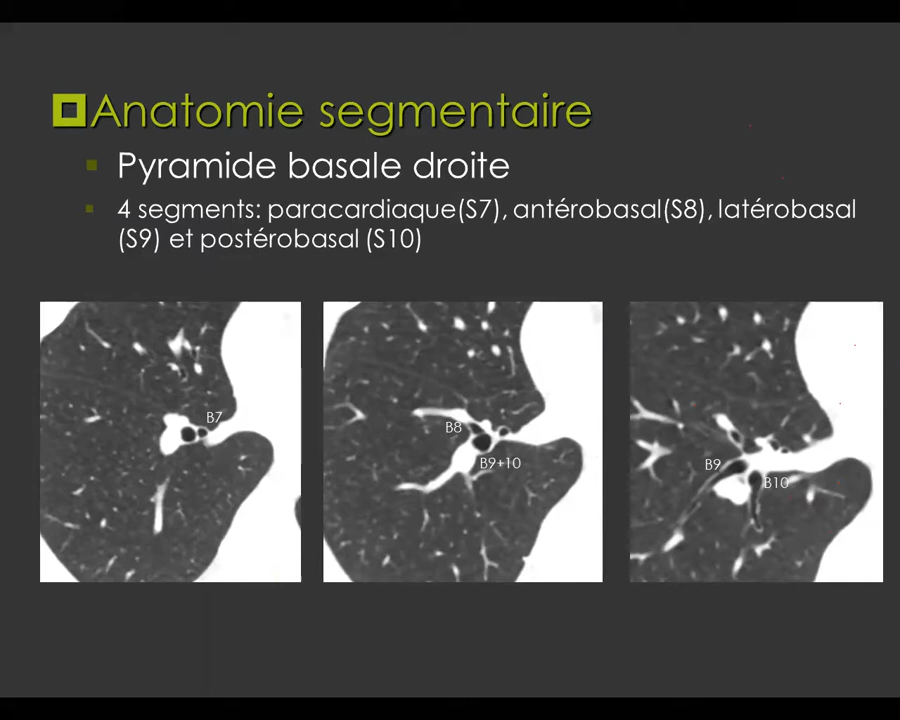 Anatomie segmentaire
Pyramide basale droite
4 segments: paracardiaque(S7), antérobasal(S8), latérobasal
(S9) et postérobasal (S10)
B7
B8
B9+10
B9
B10